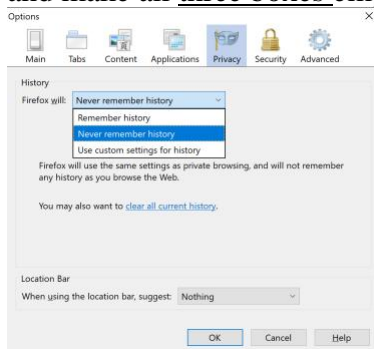 Options
Main Tabs Content Applications Privacy Security Advanced
History
Firefox will: Never remember history
Remember history
Never remember history
Use custom settings for history
Firefox will use the same settings as private browsing, and will not remember
any history as you browse the Web.
You may also want to clear all current history.
Location Bar
When using the location bar, suggest: Nothing
OK Cancel Help